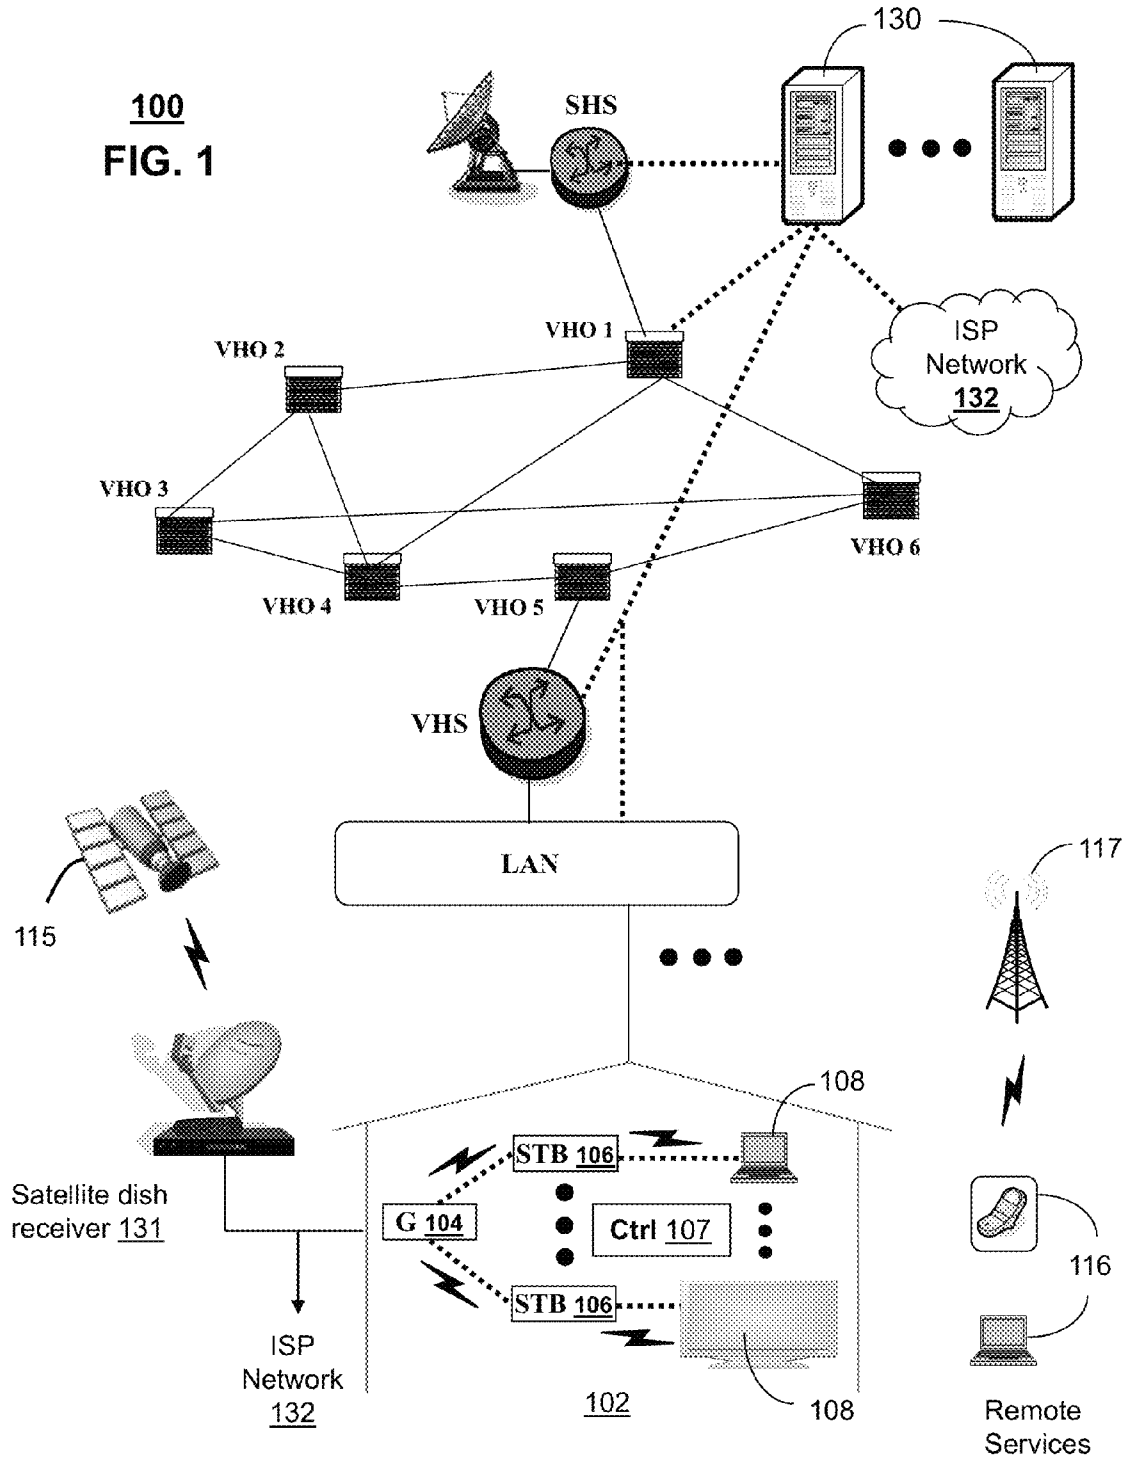 130
100
FIG. 1
SHS
ISP
Network
132
VHO 1
VHO 2
VHO 3
VHO 6
VHO 4
VHO 5
VHS
LAN
117
115
108
STB 106
Satellite dish
receiver 131
G 104
Ctrl 107
116
STB 106
ISP
Network
132
102
108
Remote
Services